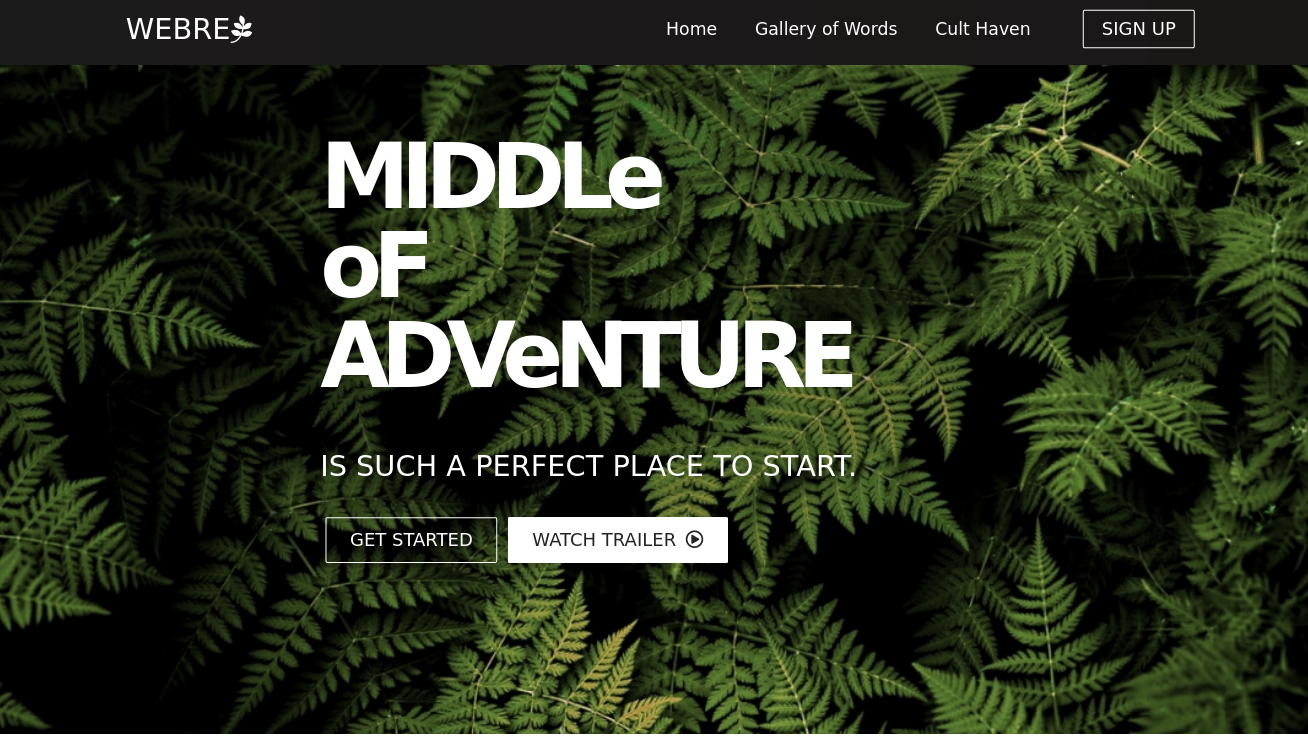 WEBRE
Home
Gallery of Words
Cult Haven
SIGN UP
MIDDLe
oF
ADVeNTURE
IS SUCH A PERFECT PLACE TO START.
GET STARTED
WATCH TRAILER